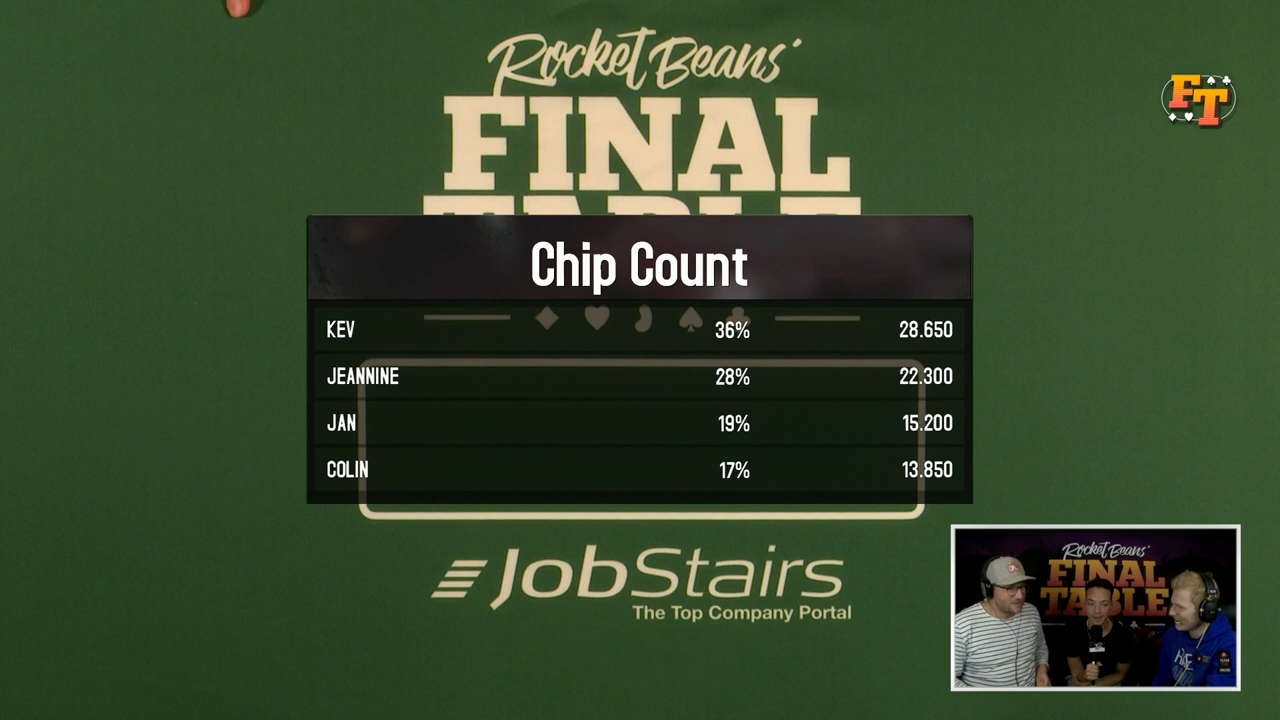 Rocket Beans'
FINAL
TABLE
FT
Chip Count
KEV 36% 28.650
JEANNINE 28% 22.300
JAN 19% 15.200
COLIN 17% 13.850
JobStairs
The Top Company Portal
Rocket Beans'
FINAL
TABLE